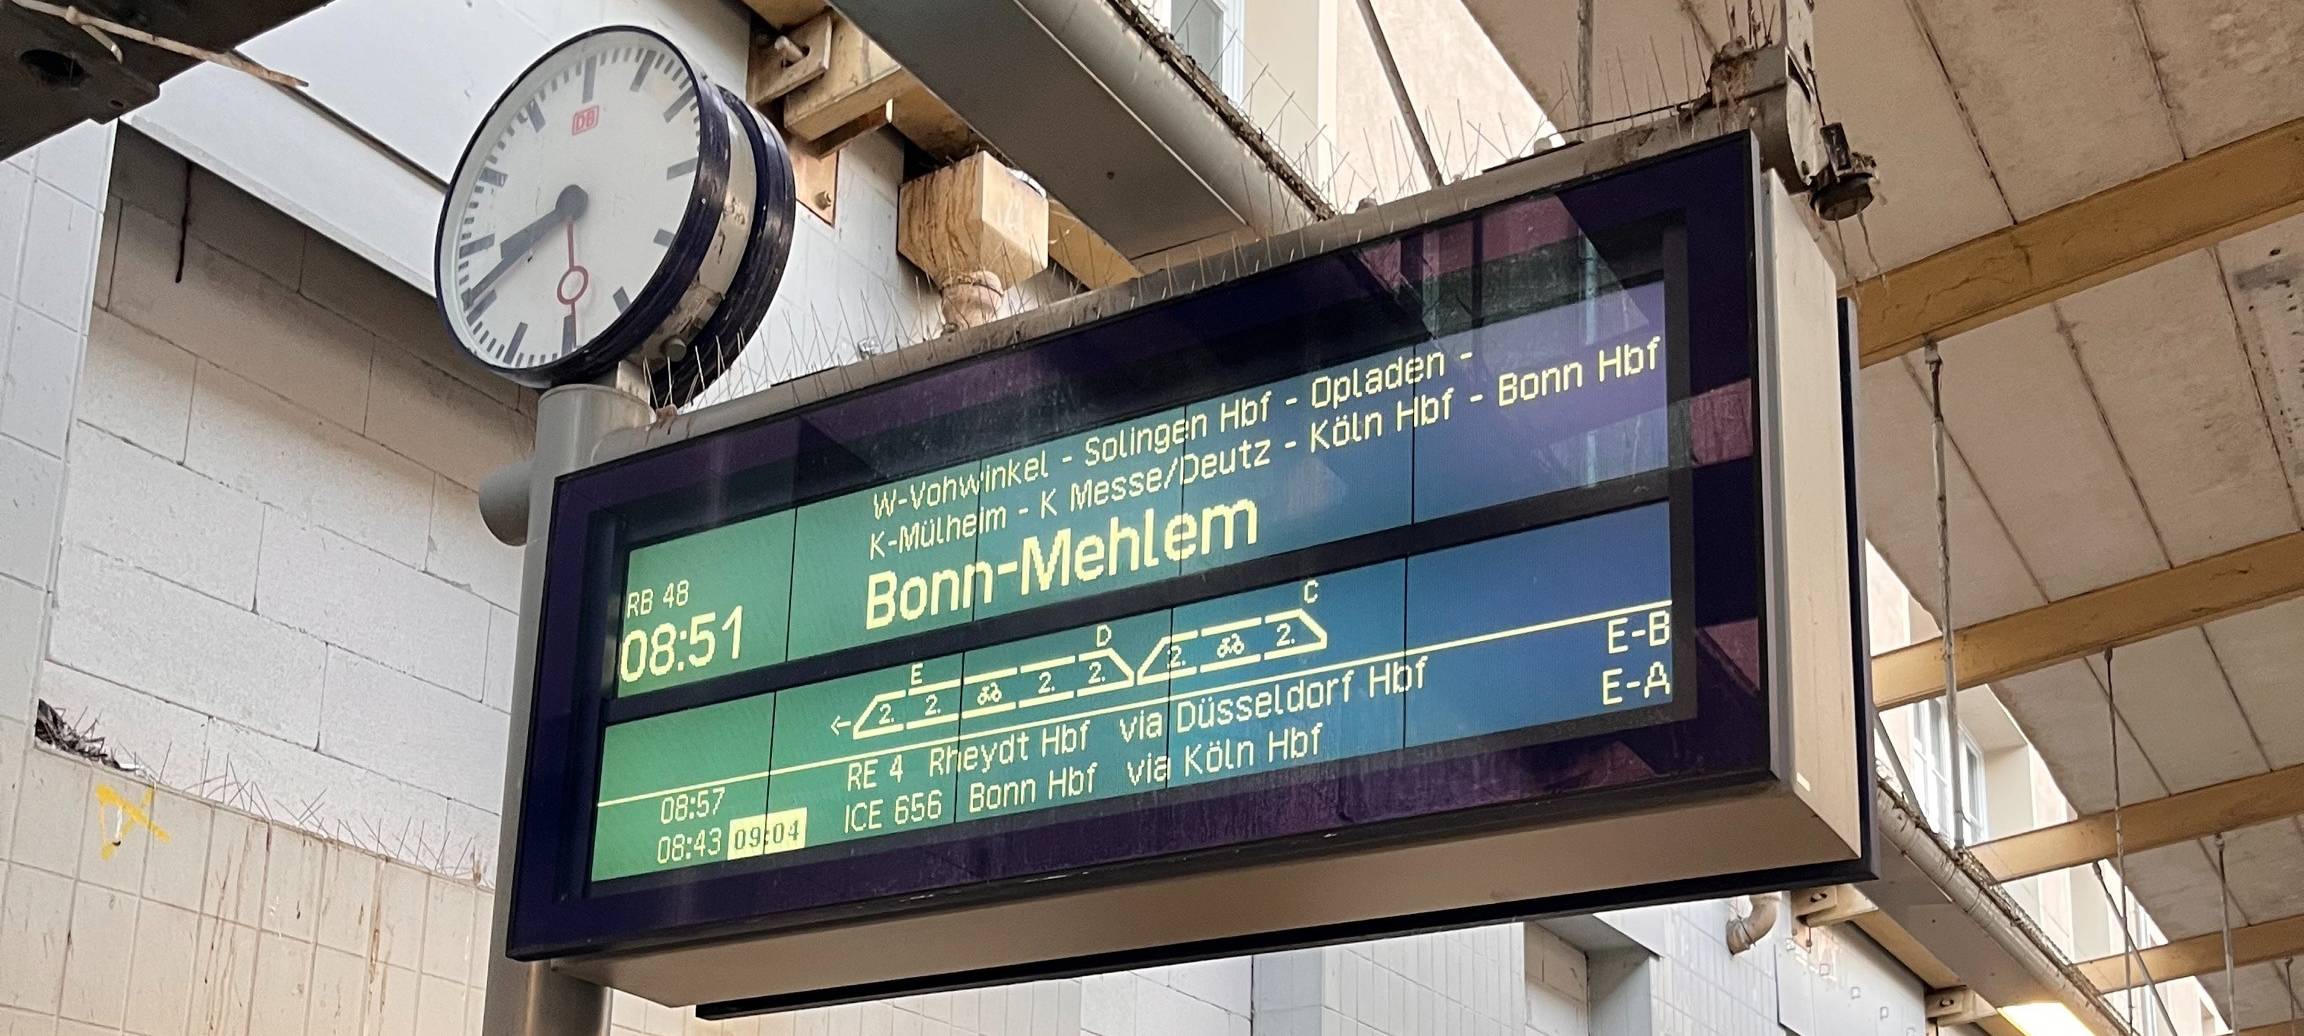 DB
W-Vohwinkel - Solingen Hbf - Opladen -
K-Mülheim - K Messe/Deutz - Köln Hbf - Bonn Hbf
RB 48
08:51 Bonn-Mehlem
E D C
← 2. 2. 2. 2. 2. 2.
08:57 RE 4 Rheydt Hbf via Düsseldorf Hbf E-B
08:43 09:04 ICE 656 Bonn Hbf via Köln Hbf E-A